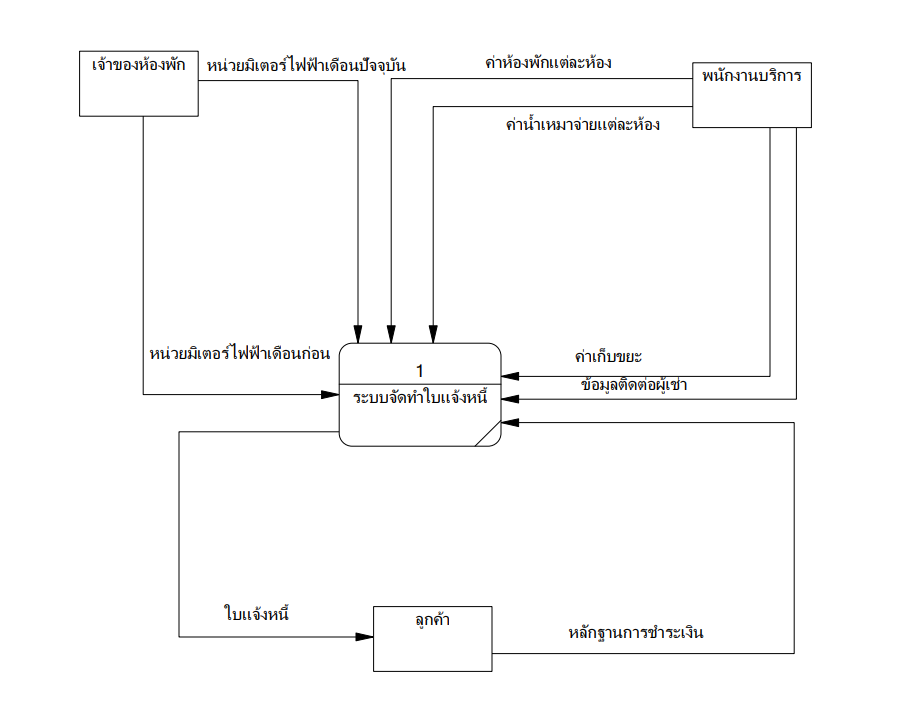 เจ้าของห้องพัก
หน่วยมิเตอร์ไฟฟ้าเดือนปัจจุบัน
ค่าห้องพักแต่ละห้อง
พนักงานบริการ
ค่าน้ำเหมาจ่ายแต่ละห้อง
หน่วยมิเตอร์ไฟฟ้าเดือนก่อน
ค่าเก็บขยะ
1
ข้อมูลติดต่อผู้เช่า
ระบบจัดทำใบแจ้งหนี้
ใบแจ้งหนี้
ลูกค้า
หลักฐานการชำระเงิน